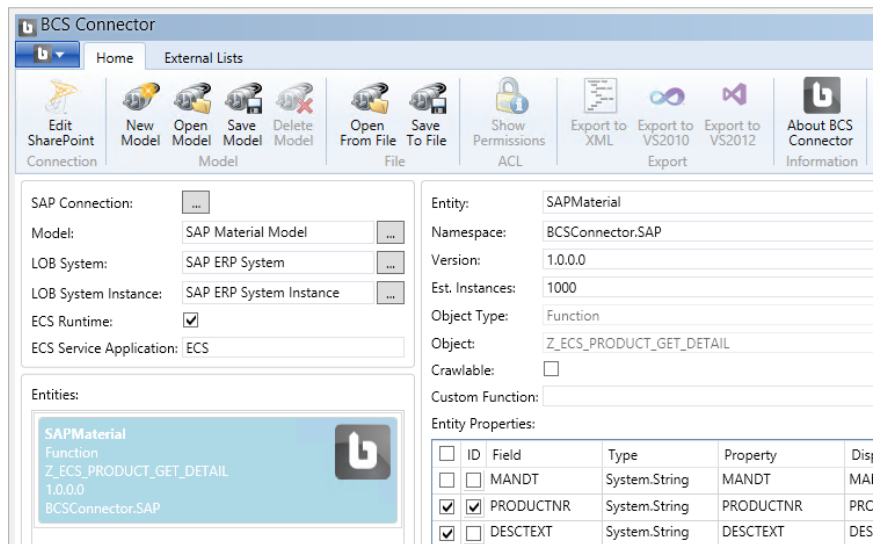 BCS Connector
Home External Lists
Edit SharePoint
New Model
Open Model
Save Model
Delete Model
Open From File
Save To File
Show Permissions
Export to XML
Export to VS2010
Export to VS2012
About BCS Connector
Connection Model File ACL Export Information
SAP Connection: ...
Model: SAP Material Model ...
LOB System: SAP ERP System ...
LOB System Instance: SAP ERP System Instance ...
ECS Runtime:
ECS Service Application: ECS
Entities:
SAPMaterial
Function
Z_ECS_PRODUCT_GET_DETAIL
1.0.0.0
BCSConnector.SAP
Entity: SAPMaterial
Namespace: BCSConnector.SAP
Version: 1.0.0.0
Est. Instances: 1000
Object Type: Function
Object: Z_ECS_PRODUCT_GET_DETAIL
Crawlable:
Custom Function:
Entity Properties:
ID Field Type Property Disp
MANDT System.String MANDT MAI
PRODUCTNR System.String PRODUCTNR PRO
DESCTEXT System.String DESCTEXT DES